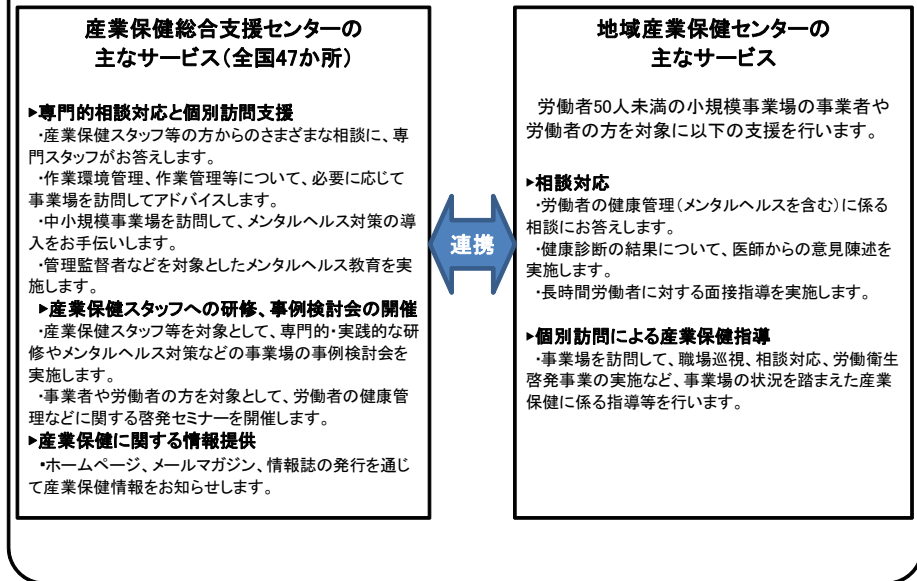 産業保健総合支援センターの
主なサービス（全国47か所）
▶専門的相談対応と個別訪問支援
・産業保健スタッフ等の方からのさまざまな相談に、専
門スタッフがお答えします。
・作業環境管理、作業管理等について、必要に応じて
事業場を訪問してアドバイスします。
・中小規模事業場を訪問して、メンタルヘルス対策の導
入をお手伝いします。
・管理監督者などを対象としたメンタルヘルス教育を実
施します。
▶産業保健スタッフへの研修、事例検討会の開催
・産業保健スタッフ等を対象として、専門的・実践的な研
修やメンタルヘルス対策などの事業場の事例検討会を
実施します。
・事業者や労働者の方を対象として、労働者の健康管
理などに関する啓発セミナーを開催します。
▶産業保健に関する情報提供
・ホームページ、メールマガジン、情報誌の発行を通じ
て産業保健情報をお知らせします。
連携
地域産業保健センターの
主なサービス
労働者50人未満の小規模事業場の事業者や
労働者の方を対象に以下の支援を行います。
▶相談対応
・労働者の健康管理（メンタルヘルスを含む）に係る
相談にお答えします。
・健康診断の結果について、医師からの意見陳述を
実施します。
・長時間労働者に対する面接指導を実施します。
▶個別訪問による産業保健指導
・事業場を訪問して、職場巡視、相談対応、労働衛生
啓発事業の実施など、事業場の状況を踏まえた産業
保健に係る指導等を行います。